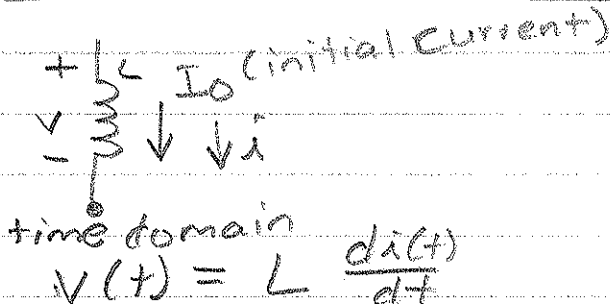 + L I₀ (initial current)
V
- i
time domain
V(t) = L di(t)/dt